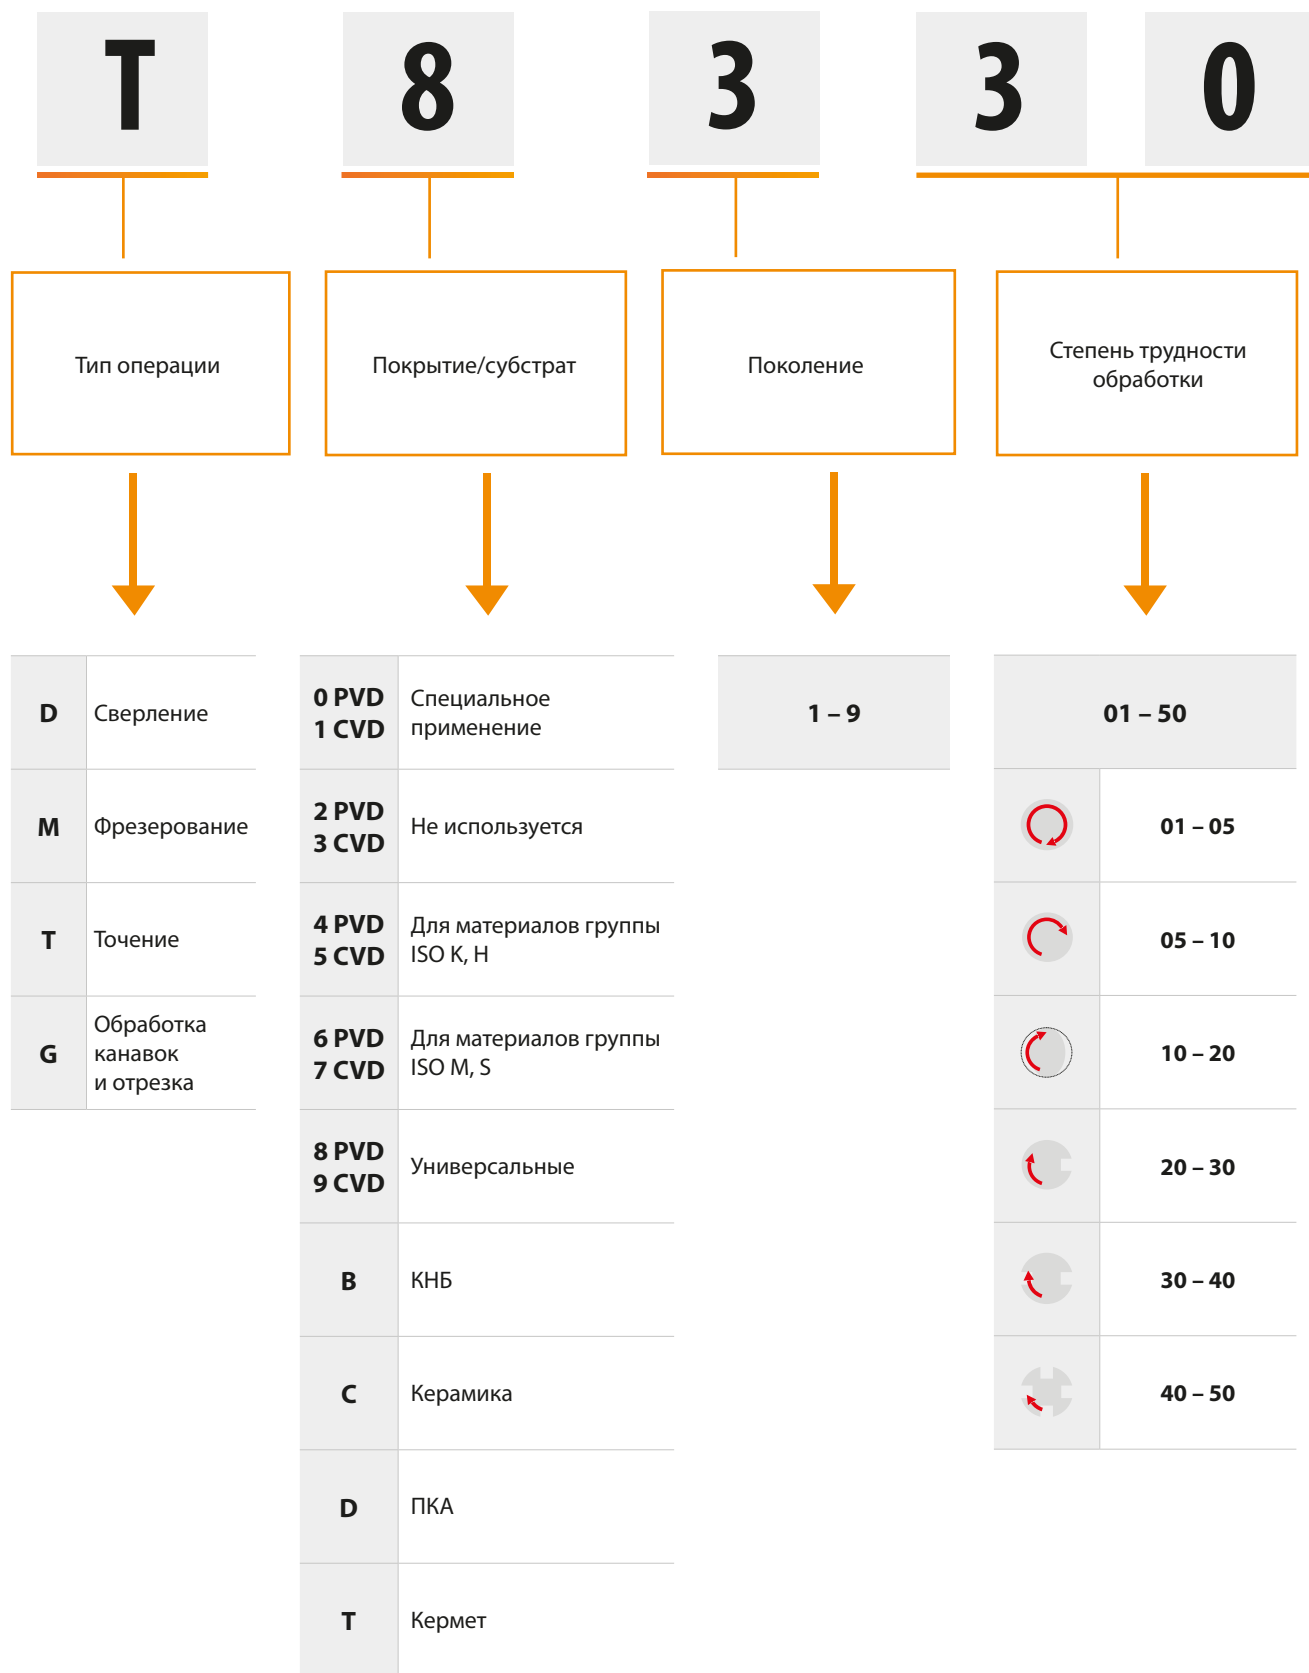 T 8 3 3 0
Тип операции
Покрытие/субстрат
Поколение
Степень трудности
обработки
D
Сверление
M
Фрезерование
T
Точение
G
Обработка
канавок
и отрезка
0 PVD
1 CVD
Специальное
применение
2 PVD
3 CVD
Не используется
4 PVD
5 CVD
Для материалов группы
ISO K, H
6 PVD
7 CVD
Для материалов группы
ISO M, S
8 PVD
9 CVD
Универсальные
B
КНБ
C
Керамика
D
ПКА
T
Кермет
1 – 9
01 – 50
01 – 05
05 – 10
10 – 20
20 – 30
30 – 40
40 – 50